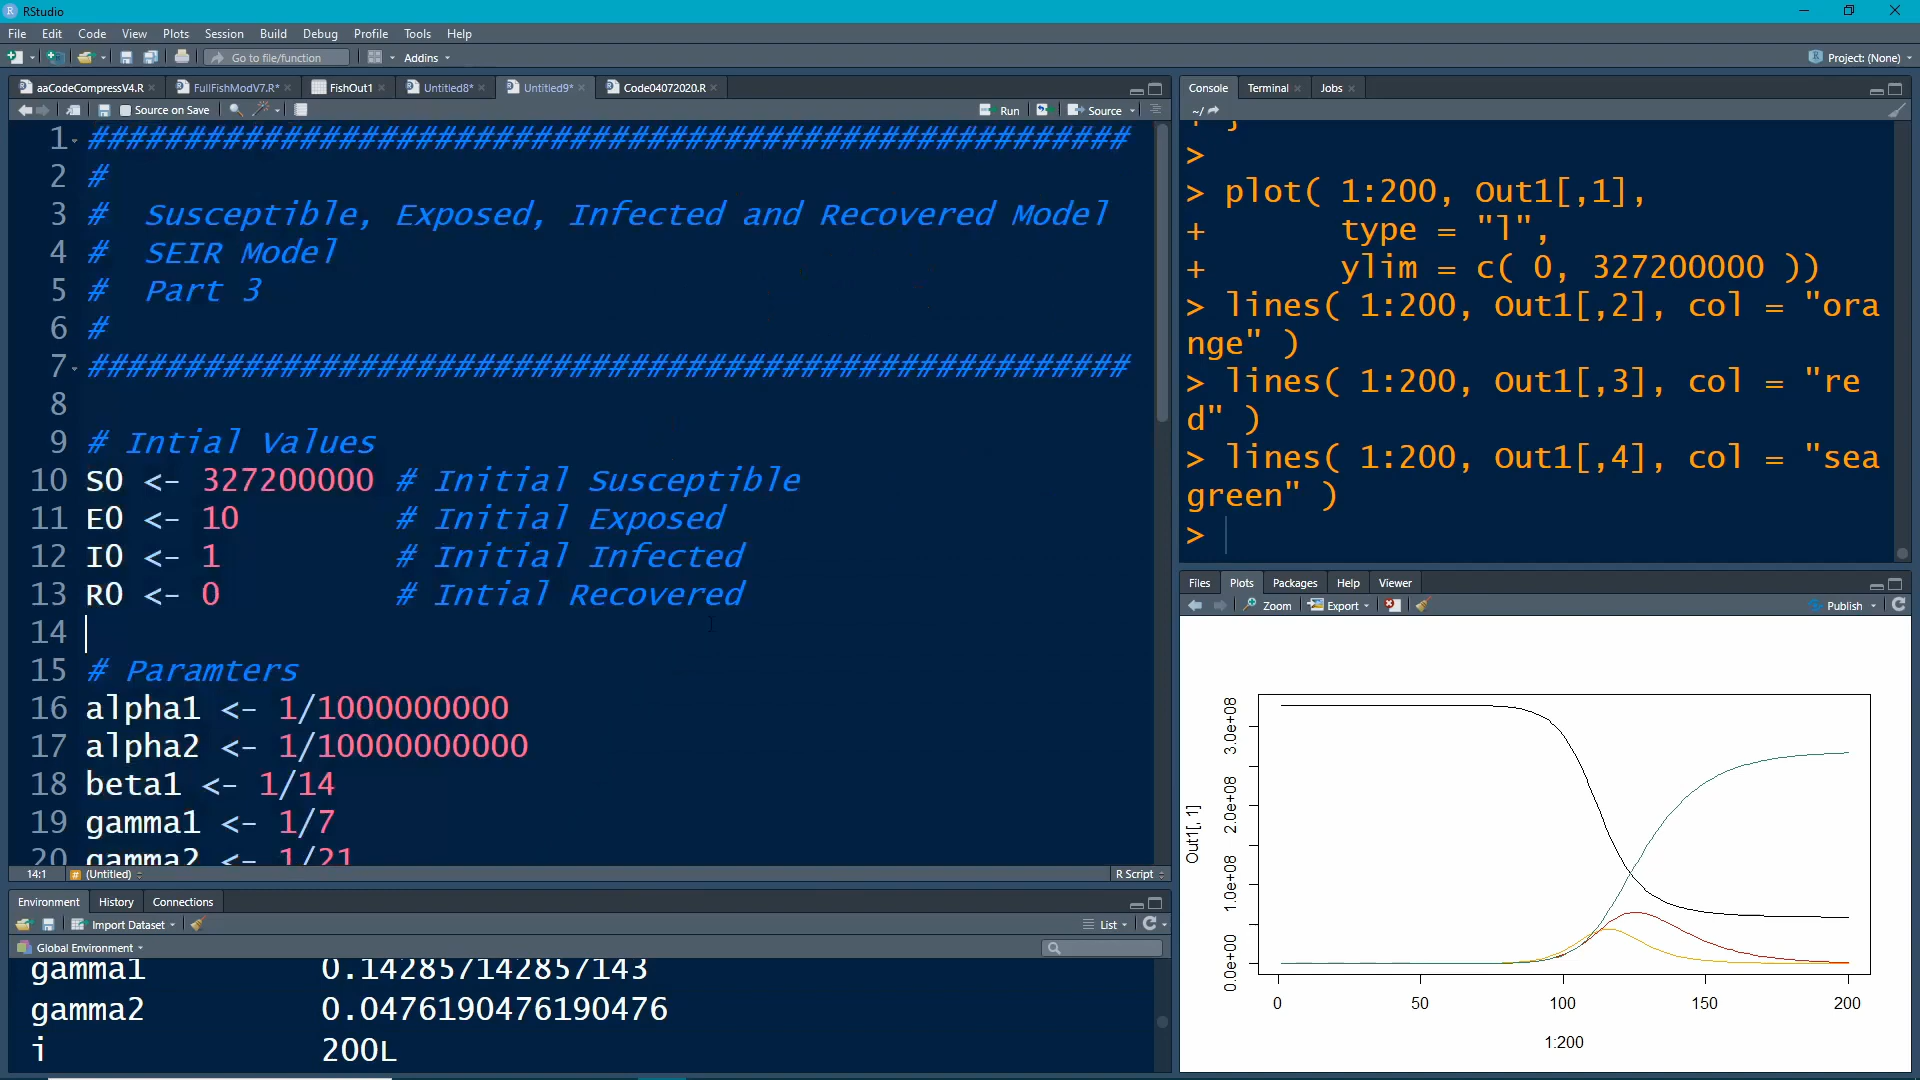 RStudio
File Edit Code View Plots Session Build Debug Profile Tools Help
Go to file/function Addins Project: (None)
aaCodeCompressV4.R FullFishModV7.R* FishOut1 Untitled8* Untitled9* Code04072020.R
Source on Save Run Source
1 ######################################################
2 #
3 # Susceptible, Exposed, Infected and Recovered Model
4 # SEIR Model
5 # Part 3
6 #
7 ######################################################
8
9 # Intial Values
10 S0 <- 327200000 # Initial Susceptible
11 E0 <- 10 # Initial Exposed
12 I0 <- 1 # Initial Infected
13 R0 <- 0 # Intial Recovered
14
15 # Paramters
16 alpha1 <- 1/1000000000
17 alpha2 <- 1/10000000000
18 beta1 <- 1/14
19 gamma1 <- 1/7
20 gamma2 <- 1/21
14:1 # (Untitled) R Script
Environment History Connections
Import Dataset List
Global Environment
gamma1 0.142857142857143
gamma2 0.0476190476190476
i 200L
Console Terminal Jobs
~/
+ }
>
> plot( 1:200, Out1[,1],
+ type = "l",
+ ylim = c( 0, 327200000 ))
> lines( 1:200, Out1[,2], col = "ora
nge" )
> lines( 1:200, Out1[,3], col = "re
d" )
> lines( 1:200, Out1[,4], col = "sea
green" )
>
Files Plots Packages Help Viewer
Zoom Export Publish
Out1[, 1]
3.0e+08
2.0e+08
1.0e+08
0.0e+00
0 50 100 150 200
1:200